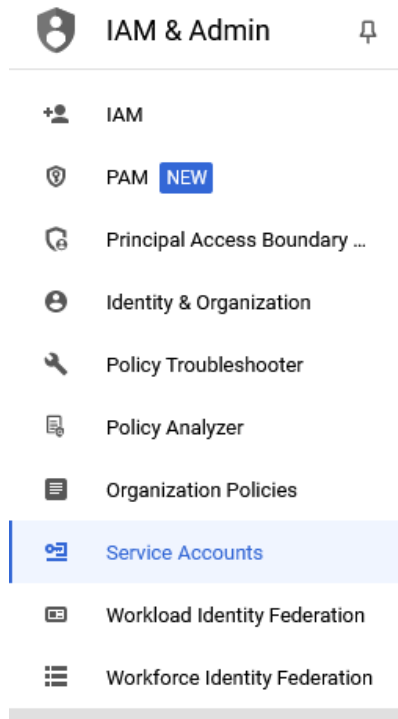 IAM & Admin
IAM
PAM NEW
Principal Access Boundary ...
Identity & Organization
Policy Troubleshooter
Policy Analyzer
Organization Policies
Service Accounts
Workload Identity Federation
Workforce Identity Federation